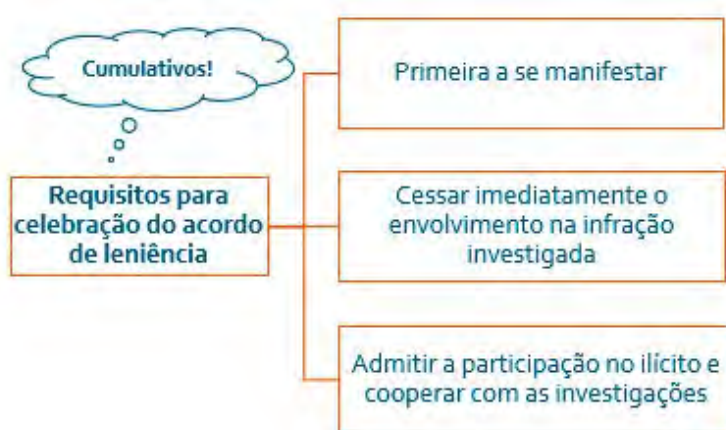 Cumulativos!
Requisitos para
celebração do acordo
de leniência
Primeira a se manifestar
Cessar imediatamente o
envolvimento na infração
investigada
Admitir a participação no ilícito e
cooperar com as investigações